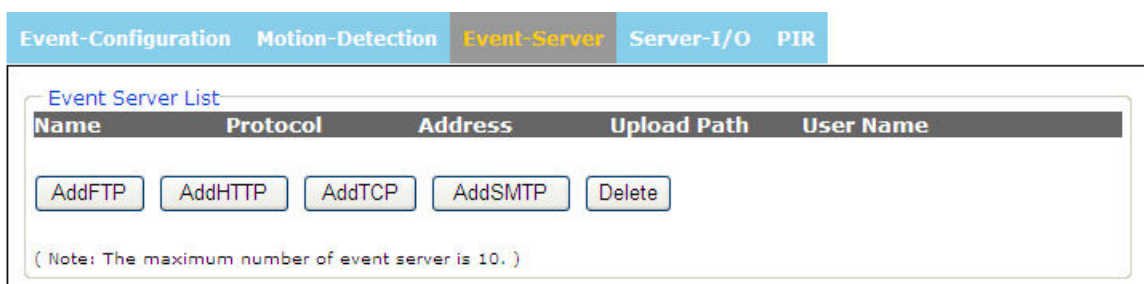 Event-Configuration Motion-Detection Event-Server Server-I/O PIR
Event Server List
Name Protocol Address Upload Path User Name
AddFTP AddHTTP AddTCP AddSMTP Delete
( Note: The maximum number of event server is 10. )